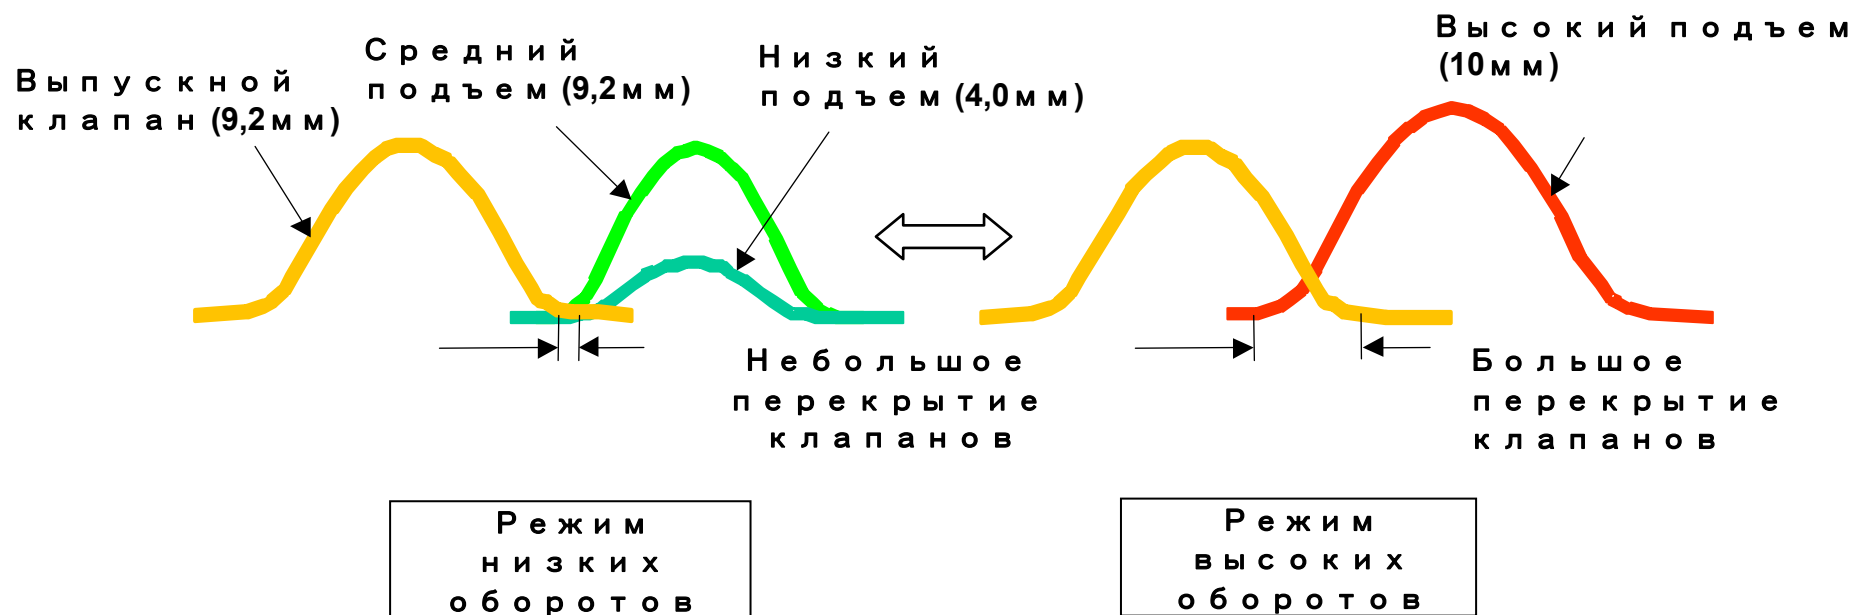 Выпускной
клапан (9,2мм)
Средний
подъем (9,2мм)
Низкий
подъем (4,0мм)
Высокий подъем
(10мм)
Небольшое
перекрытие
клапанов
Большое
перекрытие
клапанов
Режим
низких
оборотов
Режим
высоких
оборотов